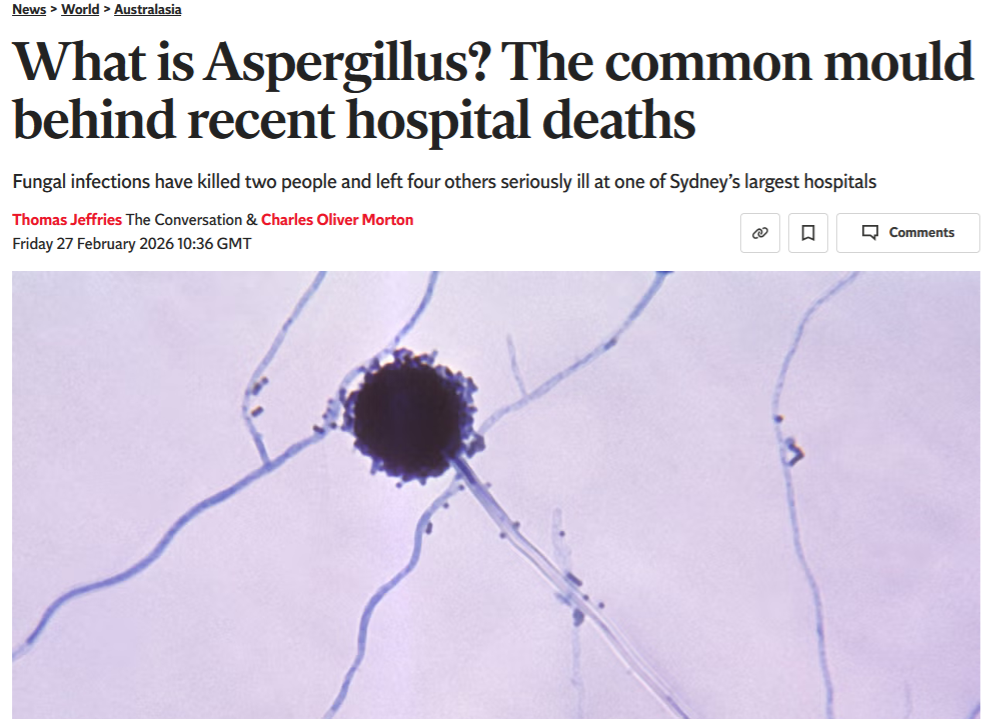 News > World > Australasia
What is Aspergillus? The common mould
behind recent hospital deaths
Fungal infections have killed two people and left four others seriously ill at one of Sydney’s largest hospitals
Thomas Jeffries The Conversation & Charles Oliver Morton
Friday 27 February 2026 10:36 GMT
Comments